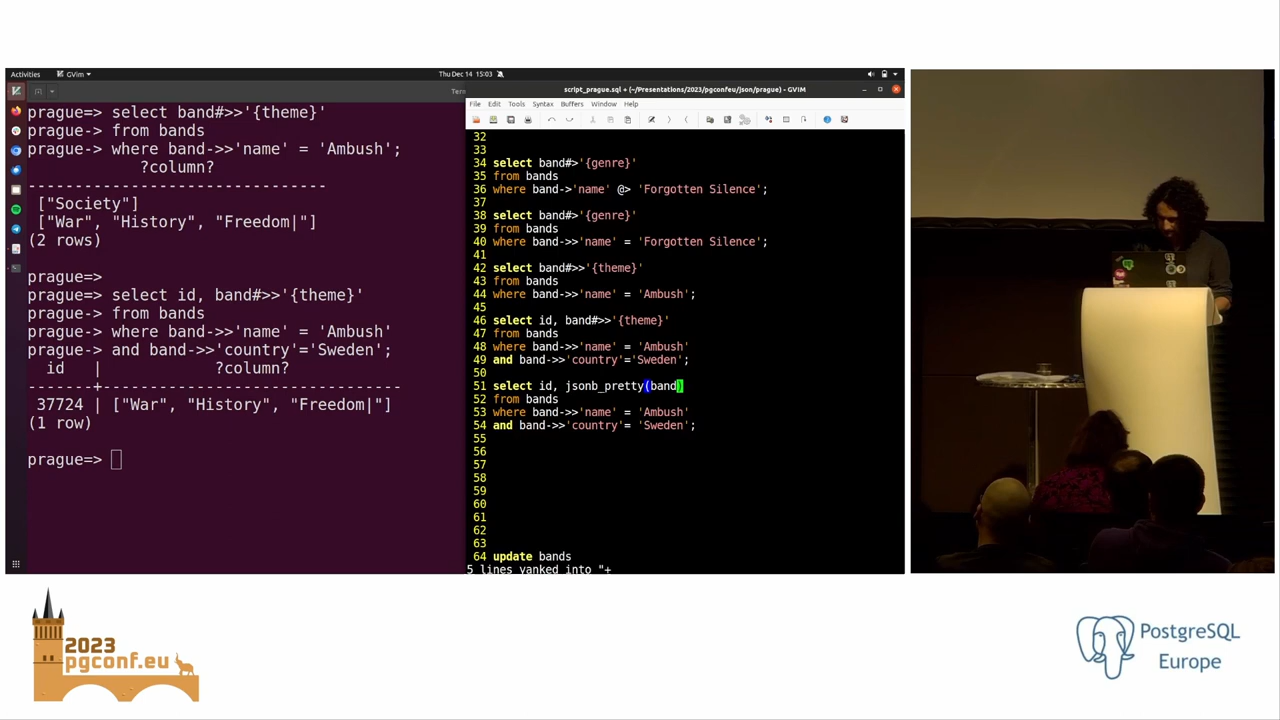 Activities
GVim
Thu Dec 14 15:03
Term
script_prague.sql + (~/Presentations/2023/pgconfeu/json/prague) - GVIM
File Edit Tools Syntax Buffers Window Help
prague=> select band#>>'{theme}'
prague-> from bands
prague-> where band->>'name' = 'Ambush';
?column?
---------------------------------
["Society"]
["War", "History", "Freedom|"]
(2 rows)
prague=>
prague=> select id, band#>>'{theme}'
prague-> from bands
prague-> where band->>'name' = 'Ambush'
prague-> and band->>'country'='Sweden';
id | ?column?
-------+--------------------------------
37724 | ["War", "History", "Freedom|"]
(1 row)
prague=>
32
33
34 select band#>'{genre}'
35 from bands
36 where band->'name' @> 'Forgotten Silence';
37
38 select band#>'{genre}'
39 from bands
40 where band->>'name' = 'Forgotten Silence';
41
42 select band#>>'{theme}'
43 from bands
44 where band->>'name' = 'Ambush';
45
46 select id, band#>>'{theme}'
47 from bands
48 where band->>'name' = 'Ambush'
49 and band->>'country'='Sweden';
50
51 select id, jsonb_pretty(band)
52 from bands
53 where band->>'name' = 'Ambush'
54 and band->>'country'= 'Sweden';
55
56
57
58
59
60
61
62
63
64 update bands
5 lines yanked into "+
2023
pgconf.eu
PostgreSQL
Europe